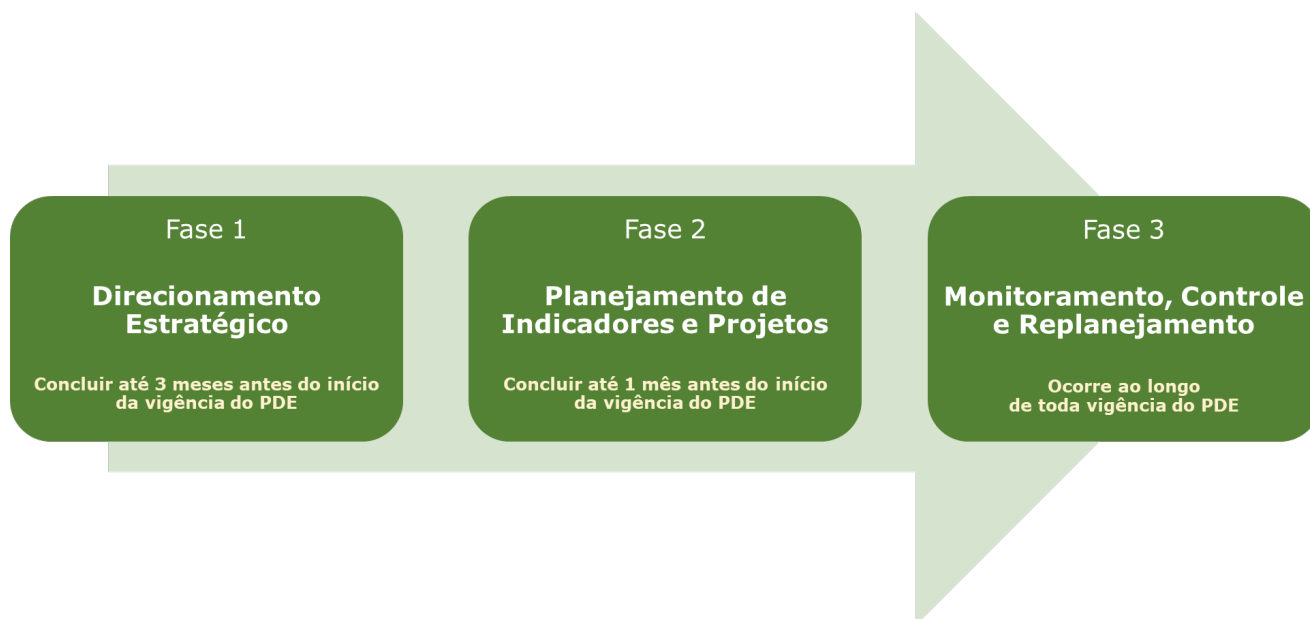 Fase 1
Direcionamento
Estratégico
Concluir até 3 meses antes do início
da vigência do PDE
Fase 2
Planejamento de
Indicadores e Projetos
Concluir até 1 mês antes do início
da vigência do PDE
Fase 3
Monitoramento, Controle
e Replanejamento
Ocorre ao longo
de toda vigência do PDE